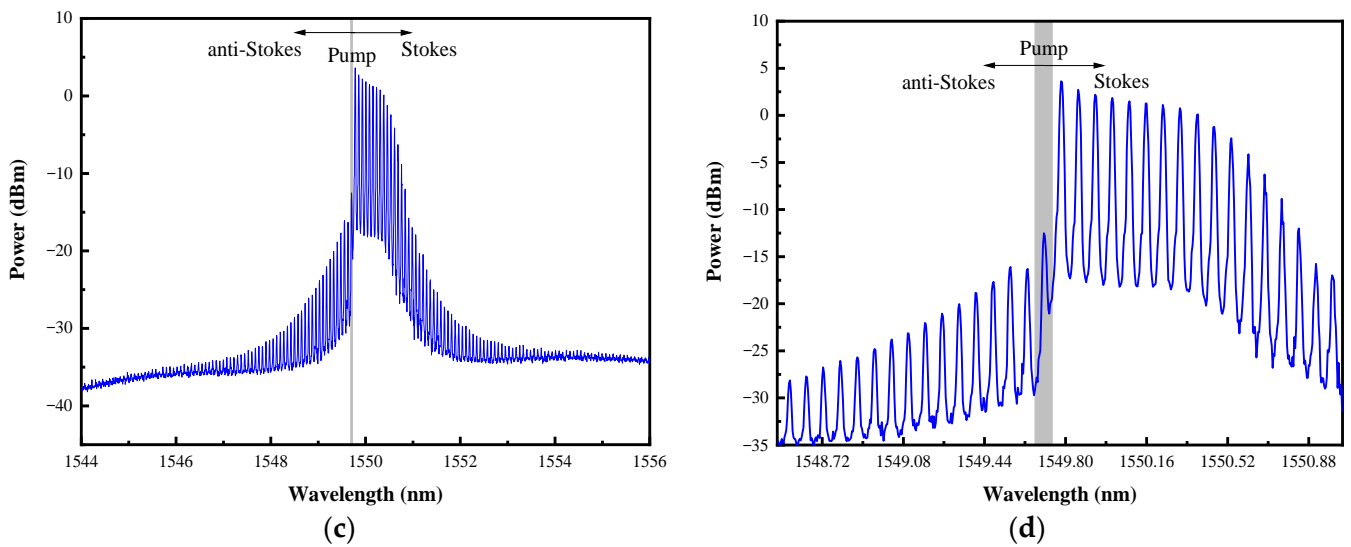 10
0
−10
−20
−30
−40
Power (dBm)
anti-Stokes
Pump
Stokes
1544
1546
1548
1550
1552
1554
1556
Wavelength (nm)
(c)
10
5
0
−5
−10
−15
−20
−25
−30
−35
Power (dBm)
Pump
anti-Stokes
Stokes
1548.72
1549.08
1549.44
1549.80
1550.16
1550.52
1550.88
Wavelength (nm)
(d)